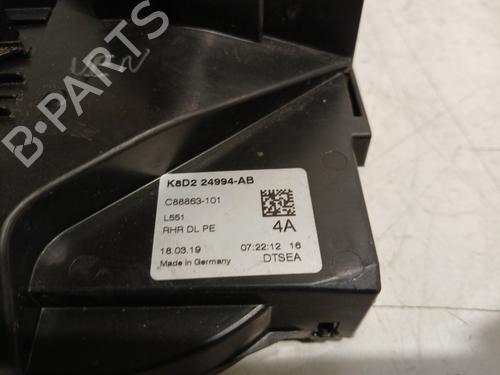 B-PARTS
K8D2 24994-AB
C88863-101
L551
RHR DL PE
4A
18.03.19 07:22:12 16
Made in Germany DTSEA